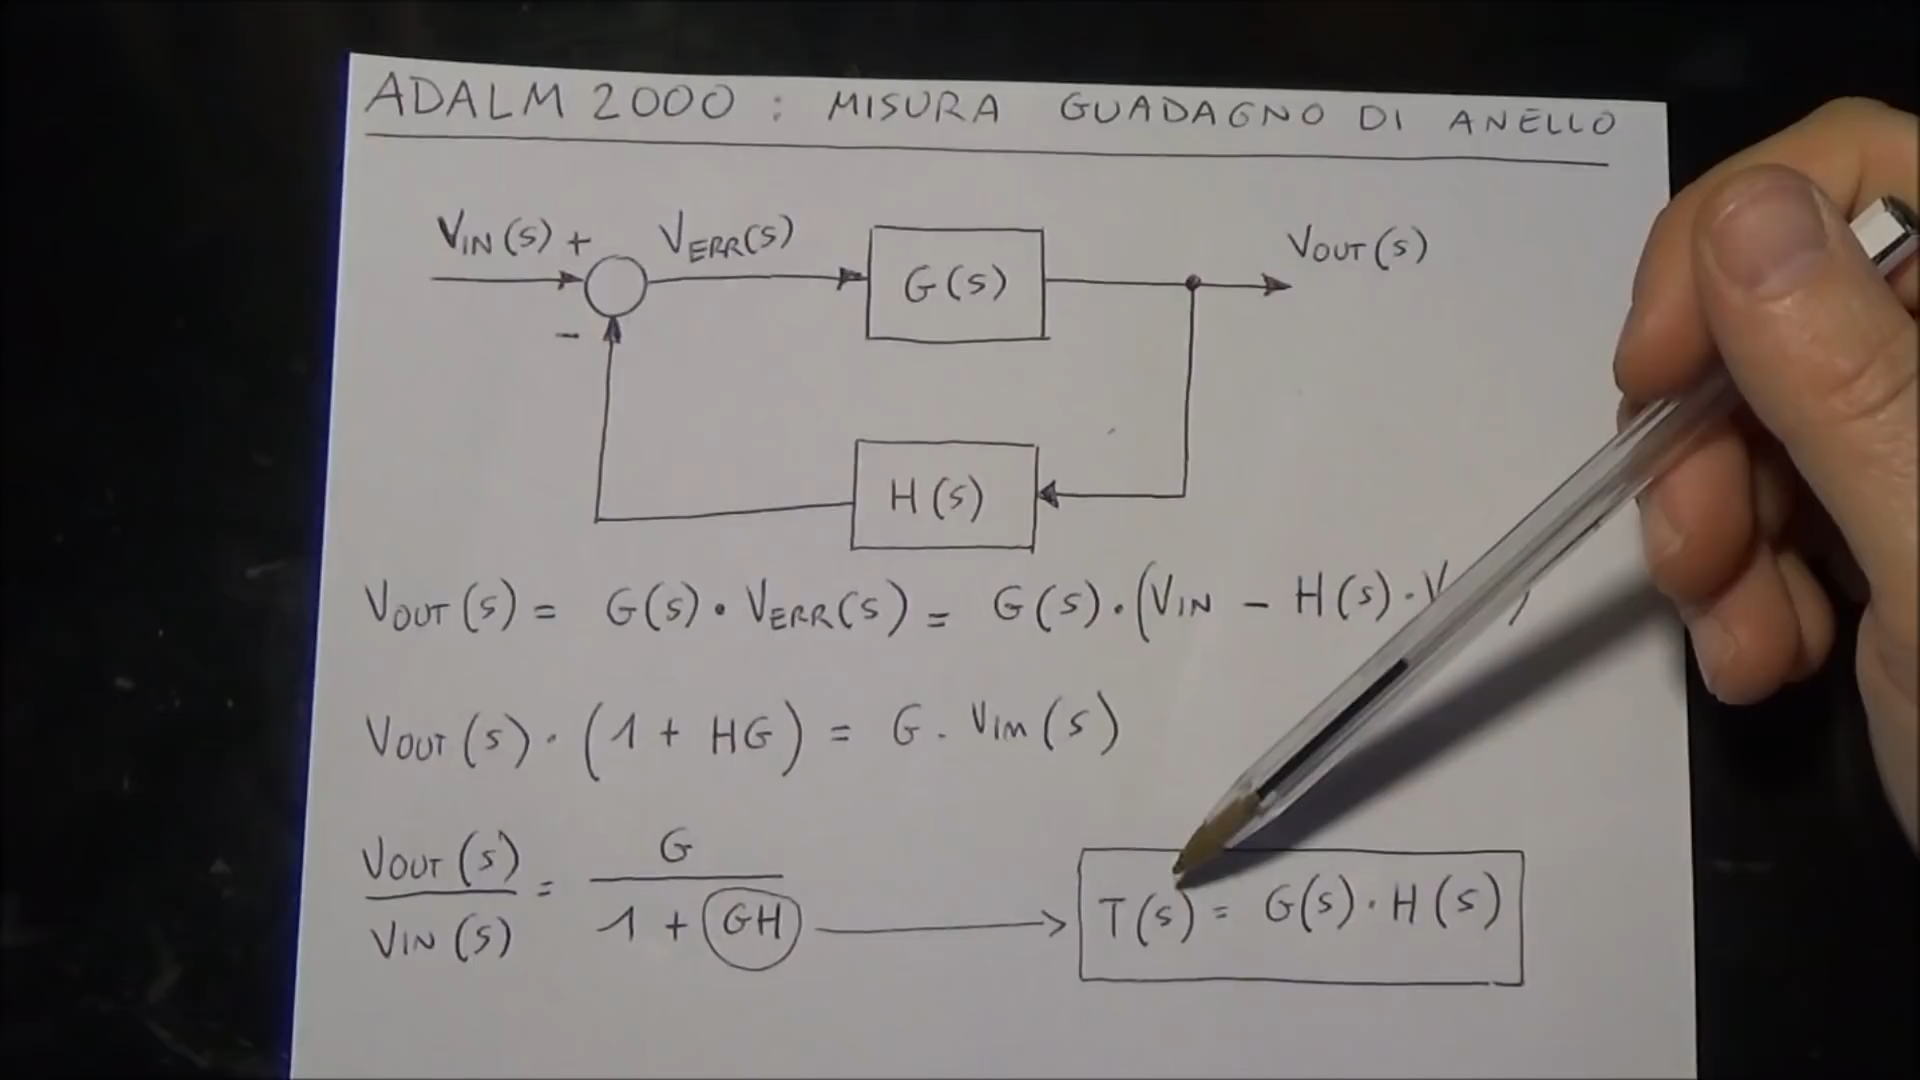 ADALM 2000 : MISURA GUADAGNO DI ANELLO
VIN(s) + VERR(s) G(s) VOUT(s)
-
H(s)
VOUT(s) = G(s) · VERR(s) = G(s) · (VIN - H(s) · V )
VOUT(s) · (1 + HG) = G . Vin(s)
VOUT(s) / VIN(s) = G / 1 + GH → T(s) = G(s) · H(s)